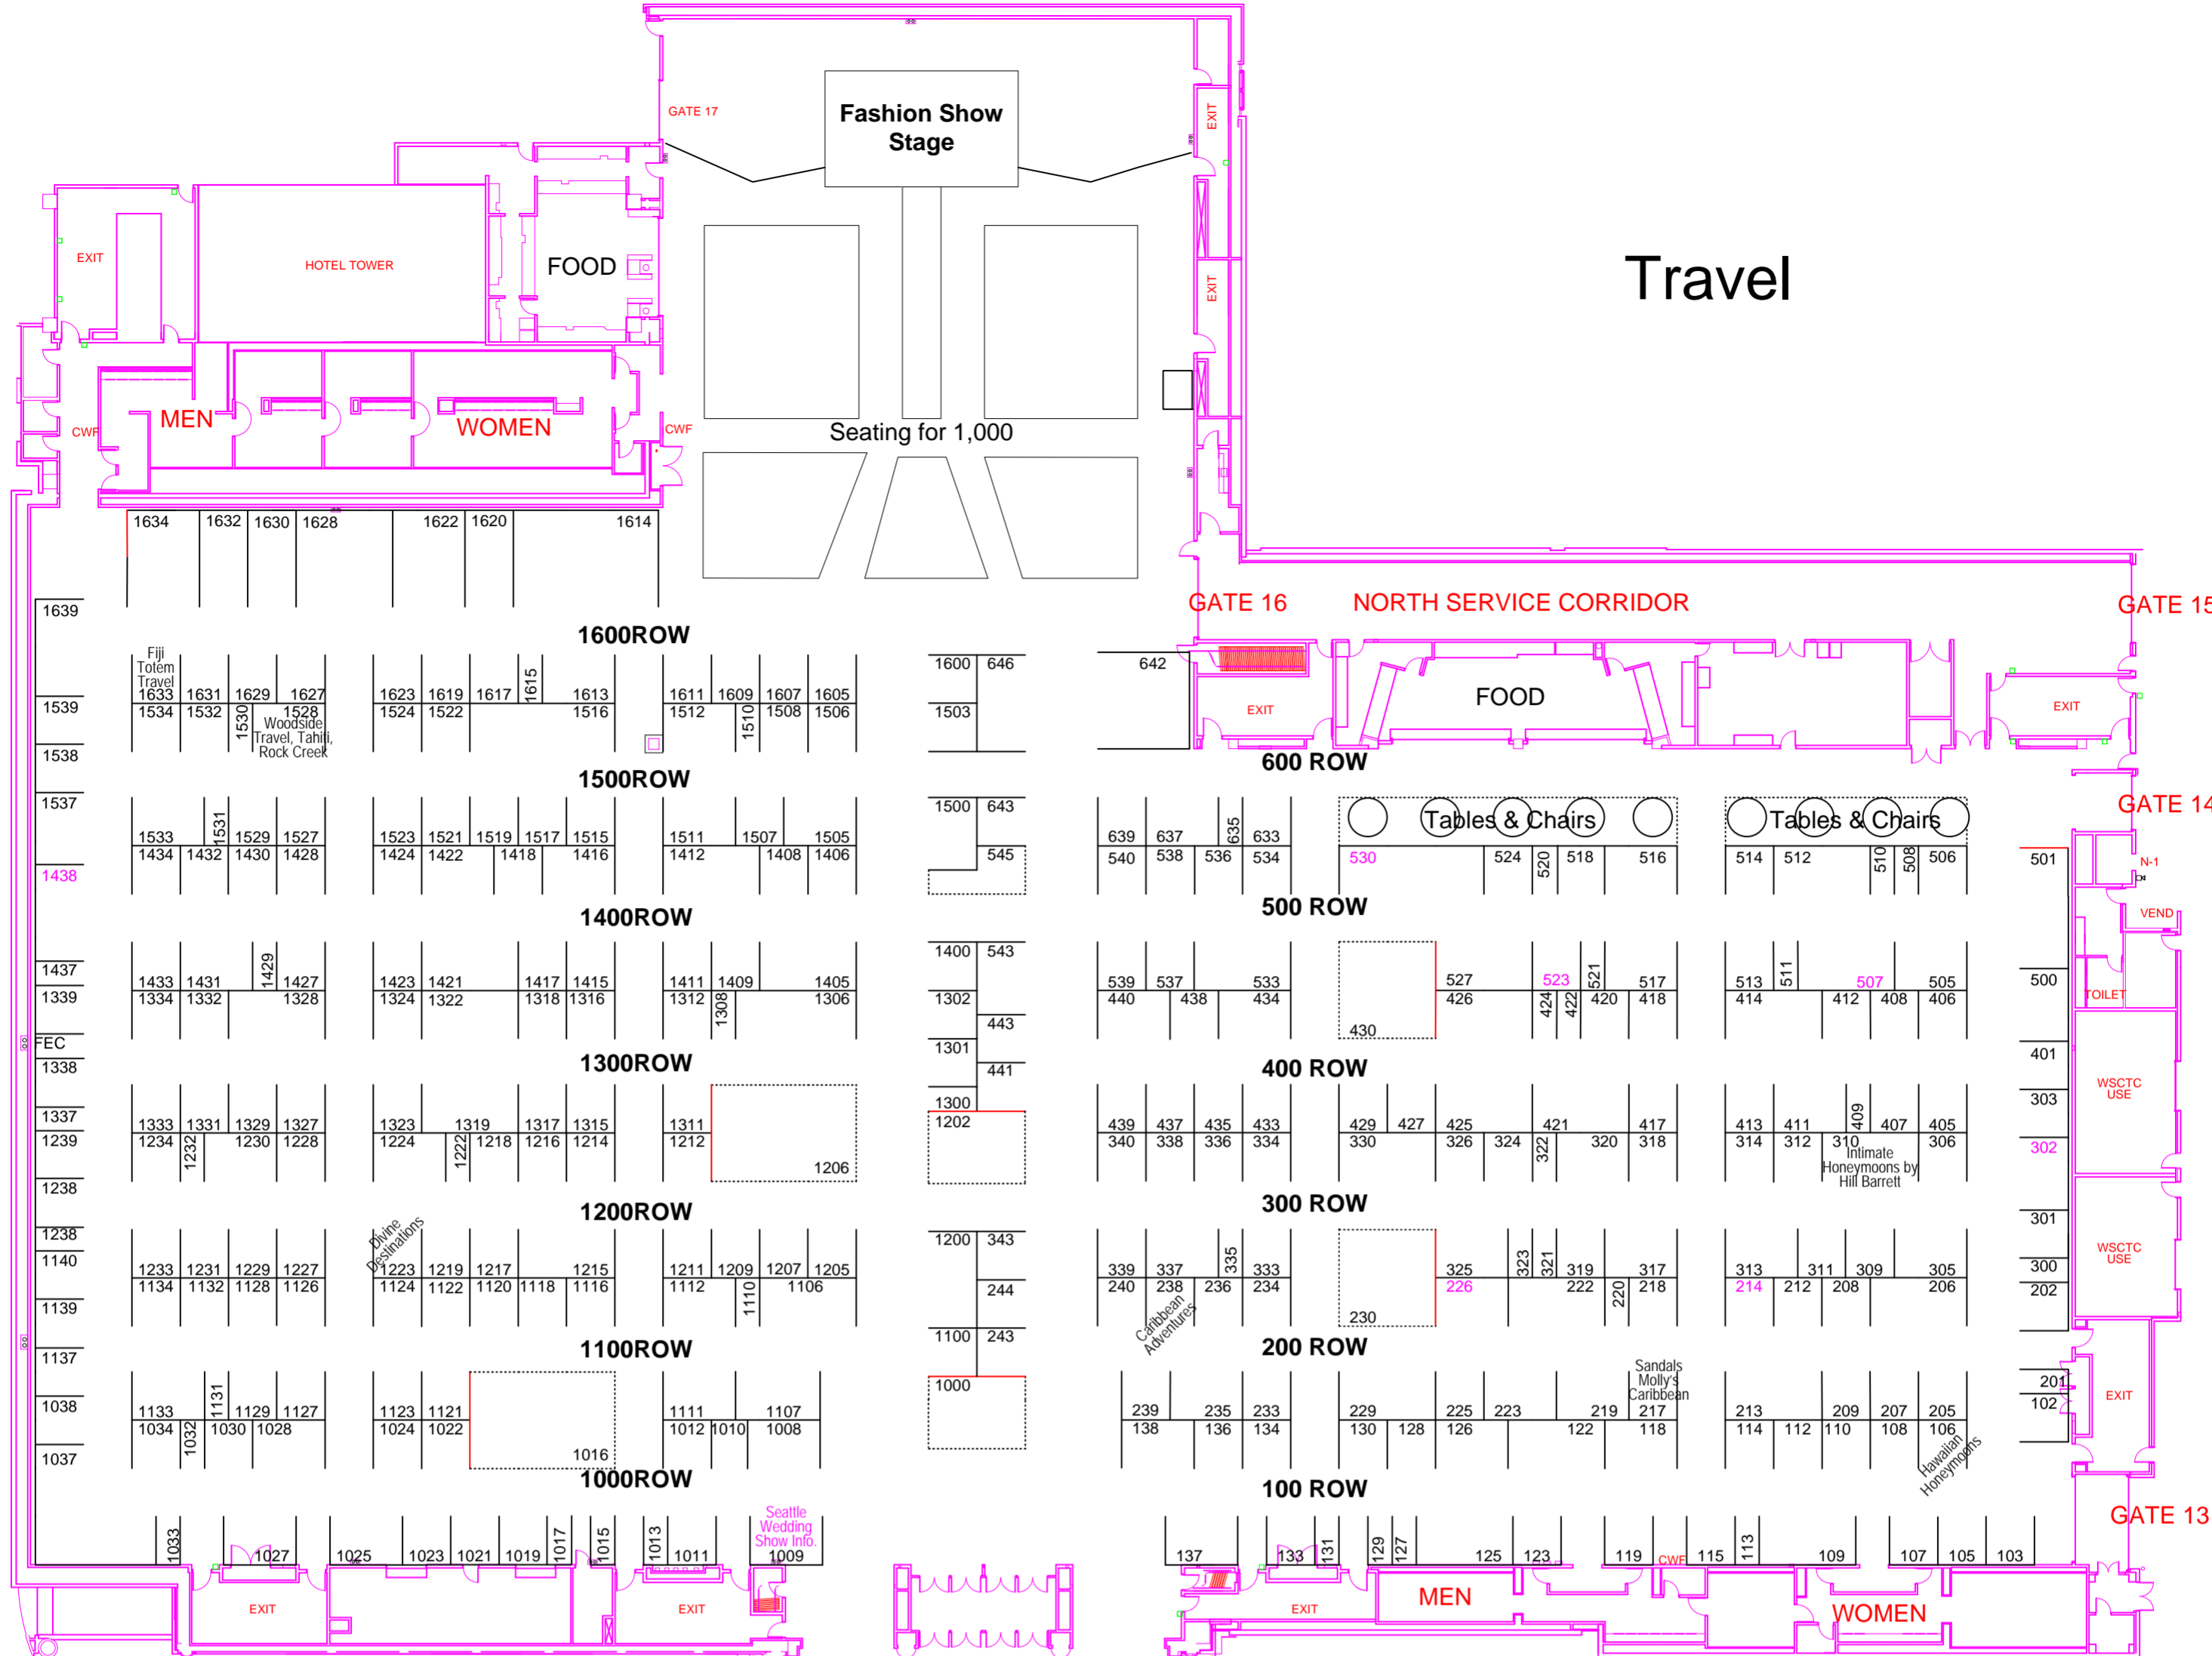 GATE 17
Fashion Show
Stage
EXIT
Travel
EXIT
HOTEL TOWER
FOOD
EXIT
MEN
WOMEN
CWF
CWF
Seating for 1,000
1634 1632 1630 1628 1622 1620 1614
GATE 16
NORTH SERVICE CORRIDOR
GATE 15
1639
1600ROW
Fiji
Totem
Travel
1600 646
642
1633 1631 1629 1627 1623 1619 1617 1615 1613 1611 1609 1607 1605
FOOD
EXIT
EXIT
1539
1534 1532 1530 1528 1524 1522 1516 1512 1510 1508 1506
1503
Woodside
Travel, Tahiti,
Rock Creek
1538
1500ROW
600 ROW
1537
1500 643
Tables & Chairs
Tables & Chairs
GATE 14
1533 1531 1529 1527 1523 1521 1519 1517 1515 1511 1507 1505
639 637 635 633
1434 1432 1430 1428 1424 1422 1418 1416 1412 1408 1406
545
540 538 536 534 530 524 520 518 516 514 512 510 508 506
501
N-1
1438
1400ROW
500 ROW
VEND
1400 543
1437
1433 1431 1429 1427 1423 1421 1417 1415 1411 1409 1405
539 537 533 527 523 521 517 513 511 507 505
500
1339
1334 1332 1328 1324 1322 1318 1316 1312 1308 1306
1302
440 438 434 426 424 422 420 418 414 412 408 406
TOILET
443
430
FEC
1301
401
1338
1300ROW
441
400 ROW
WSCTC
USE
1300
303
1337
1333 1331 1329 1327 1323 1319 1317 1315 1311
1202
439 437 435 433 429 427 425 421 417 413 411 409 407 405
1239
1234 1232 1230 1228 1224 1222 1218 1216 1214 1212
340 338 336 334 330 326 324 322 320 318 314 312 310 306
302
1206
Intimate
Honeymoons by
Hill Barrett
1238
1200ROW
300 ROW
301
1238
Divine
Destinations
1200 343
WSCTC
USE
1140
1233 1231 1229 1227 1223 1219 1217 1215 1211 1209 1207 1205
339 337 335 333 325 323 321 319 317 313 311 309 305
300
1134 1132 1128 1126 1124 1122 1120 1118 1116 1112 1110 1106
244
240 238 236 234 226 222 220 218 214 212 208 206
202
1139
230
Caribbean
Adventures
1100 243
1137
1100ROW
200 ROW
Sandals
Molly's
Caribbean
1000
201
1038
1133 1131 1129 1127 1123 1121 1111 1107
239 235 233 229 225 223 219 217 213 209 207 205
102
EXIT
1034 1032 1030 1028 1024 1022 1012 1010 1008
138 136 134 130 128 126 122 118 114 112 110 108 106
1037
1016
Hawaiian
Honeymoons
1000ROW
100 ROW
GATE 13
Seattle
Wedding
Show Info.
1033 1027 1025 1023 1021 1019 1017 1015 1013 1011 1009
137 133 131 129 127 125 123 119 CWF 115 113 109 107 105 103
EXIT
EXIT
EXIT
MEN
WOMEN